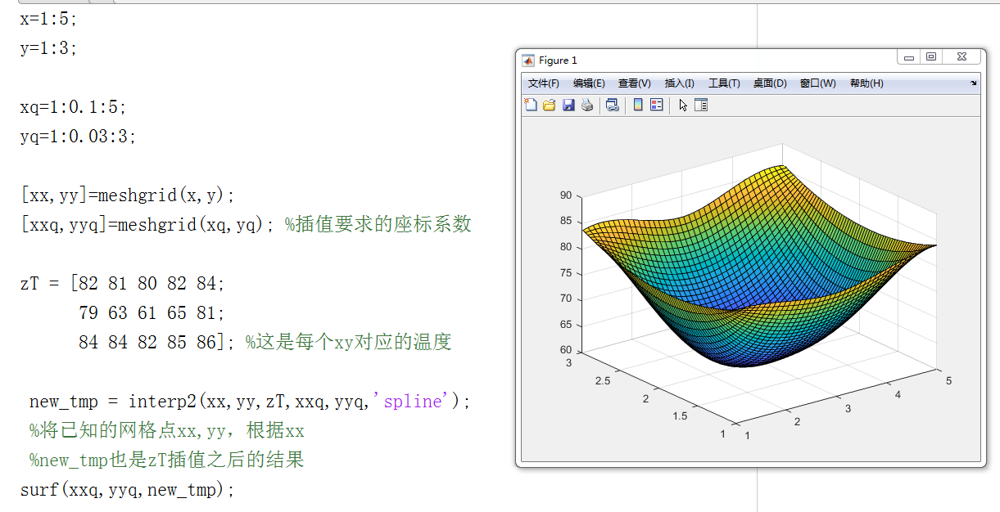 x=1:5;
y=1:3;
xq=1:0.1:5;
yq=1:0.03:3;
[xx,yy]=meshgrid(x,y);
[xxq,yyq]=meshgrid(xq,yq); %插值要求的座标系数
zT = [82 81 80 82 84;
79 63 61 65 81;
84 84 82 85 86]; %这是每个xy对应的温度
new_tmp = interp2(xx,yy,zT,xxq,yyq,'spline');
%将已知的网格点xx,yy，根据xx
%new_tmp也是zT插值之后的结果
surf(xxq,yyq,new_tmp);
Figure 1
文件(F) 编辑(E) 查看(V) 插入(I) 工具(T) 桌面(D) 窗口(W) 帮助(H)
90
85
80
75
70
65
60
3
2.5
2
1.5
1
1
2
3
4
5